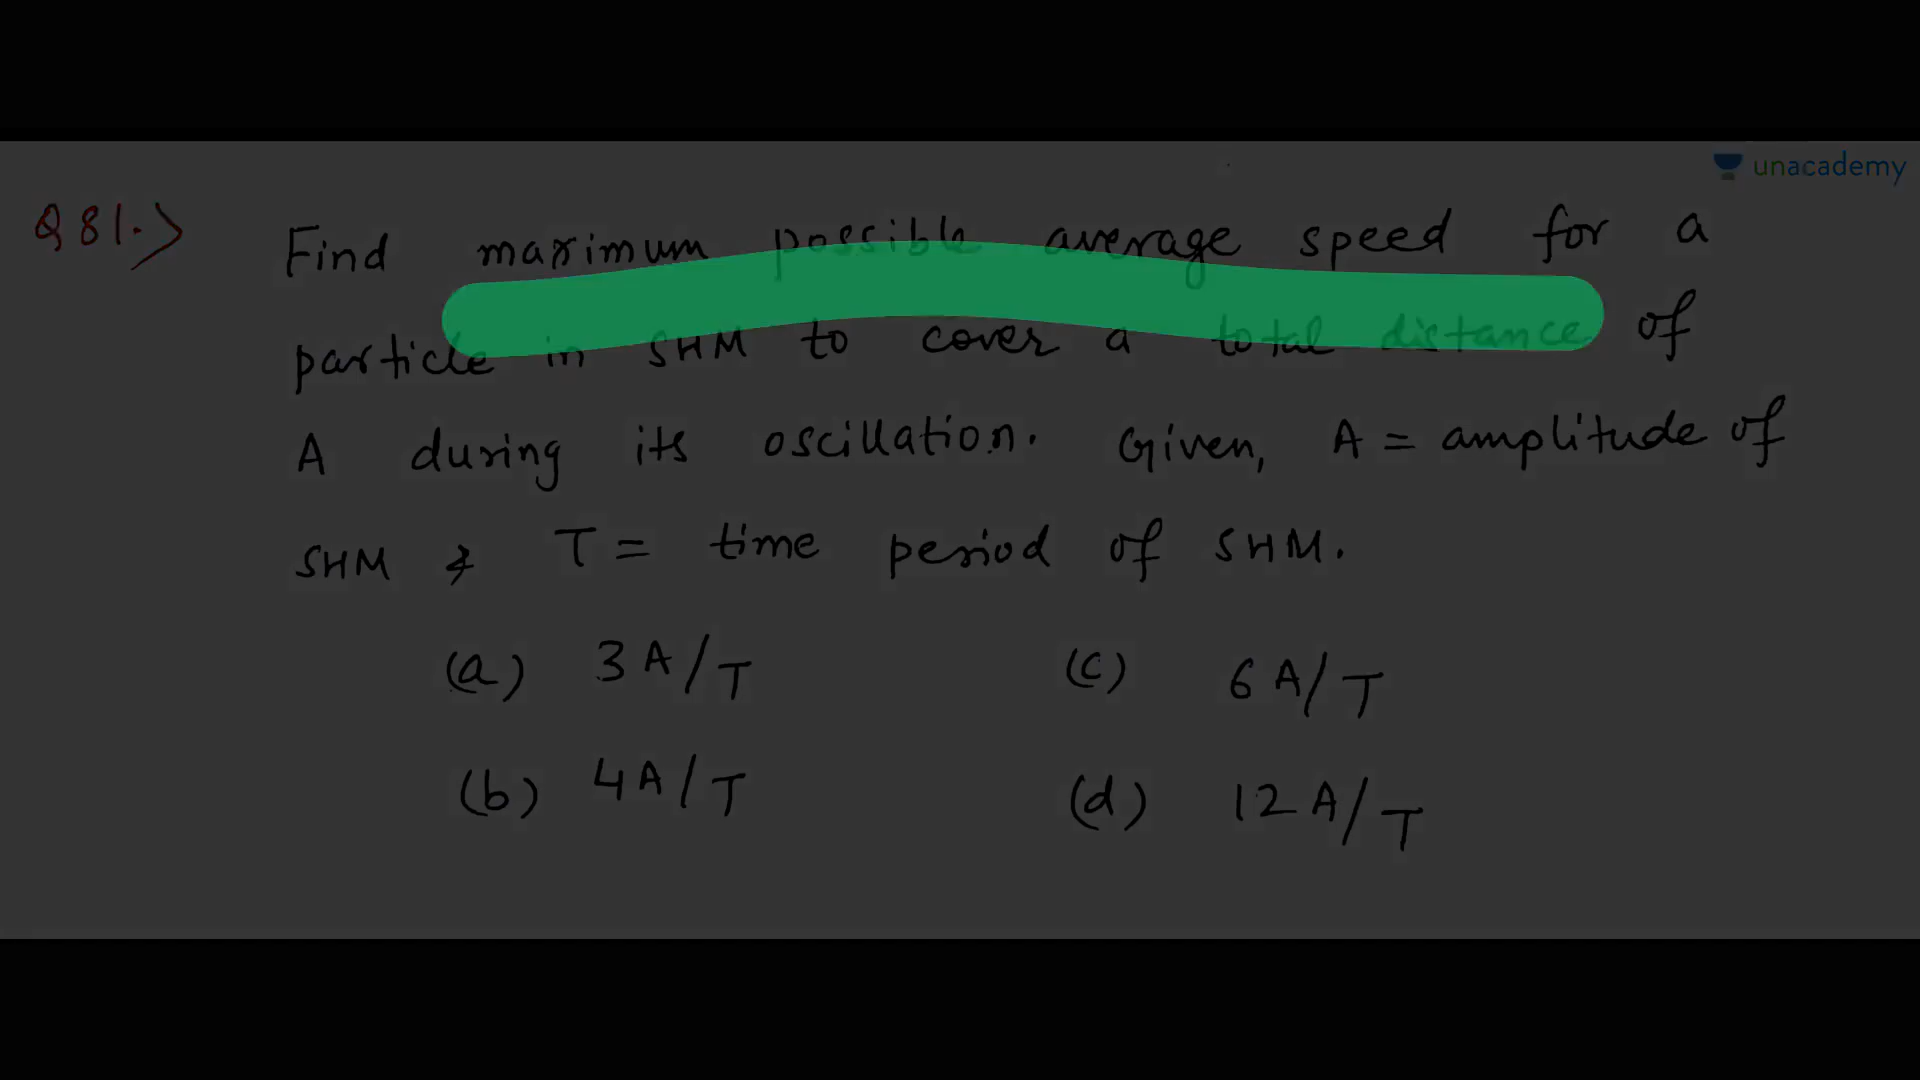 unacademy
Q81.> Find maximum possible average speed for a
particle in SHM to cover a total distance of
A during its oscillation. Given, A = amplitude of
SHM & T = time period of SHM.
(a) 3A/T (c) 6A/T
(b) 4A/T (d) 12A/T